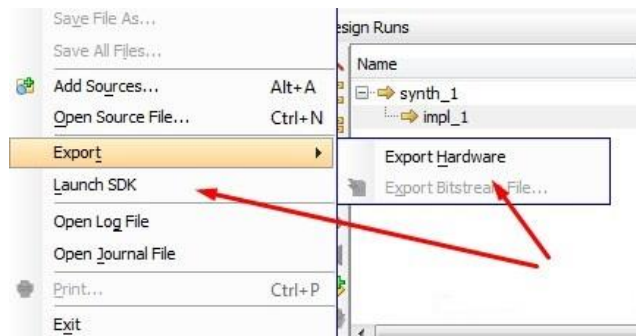 Save File As...
Save All Files...
Add Sources... Alt+A
Open Source File... Ctrl+N
Export
Launch SDK
Open Log File
Open Journal File
Print... Ctrl+P
Exit
Runs
Name
synth_1
impl_1
Export Hardware
Export Bitstream File...